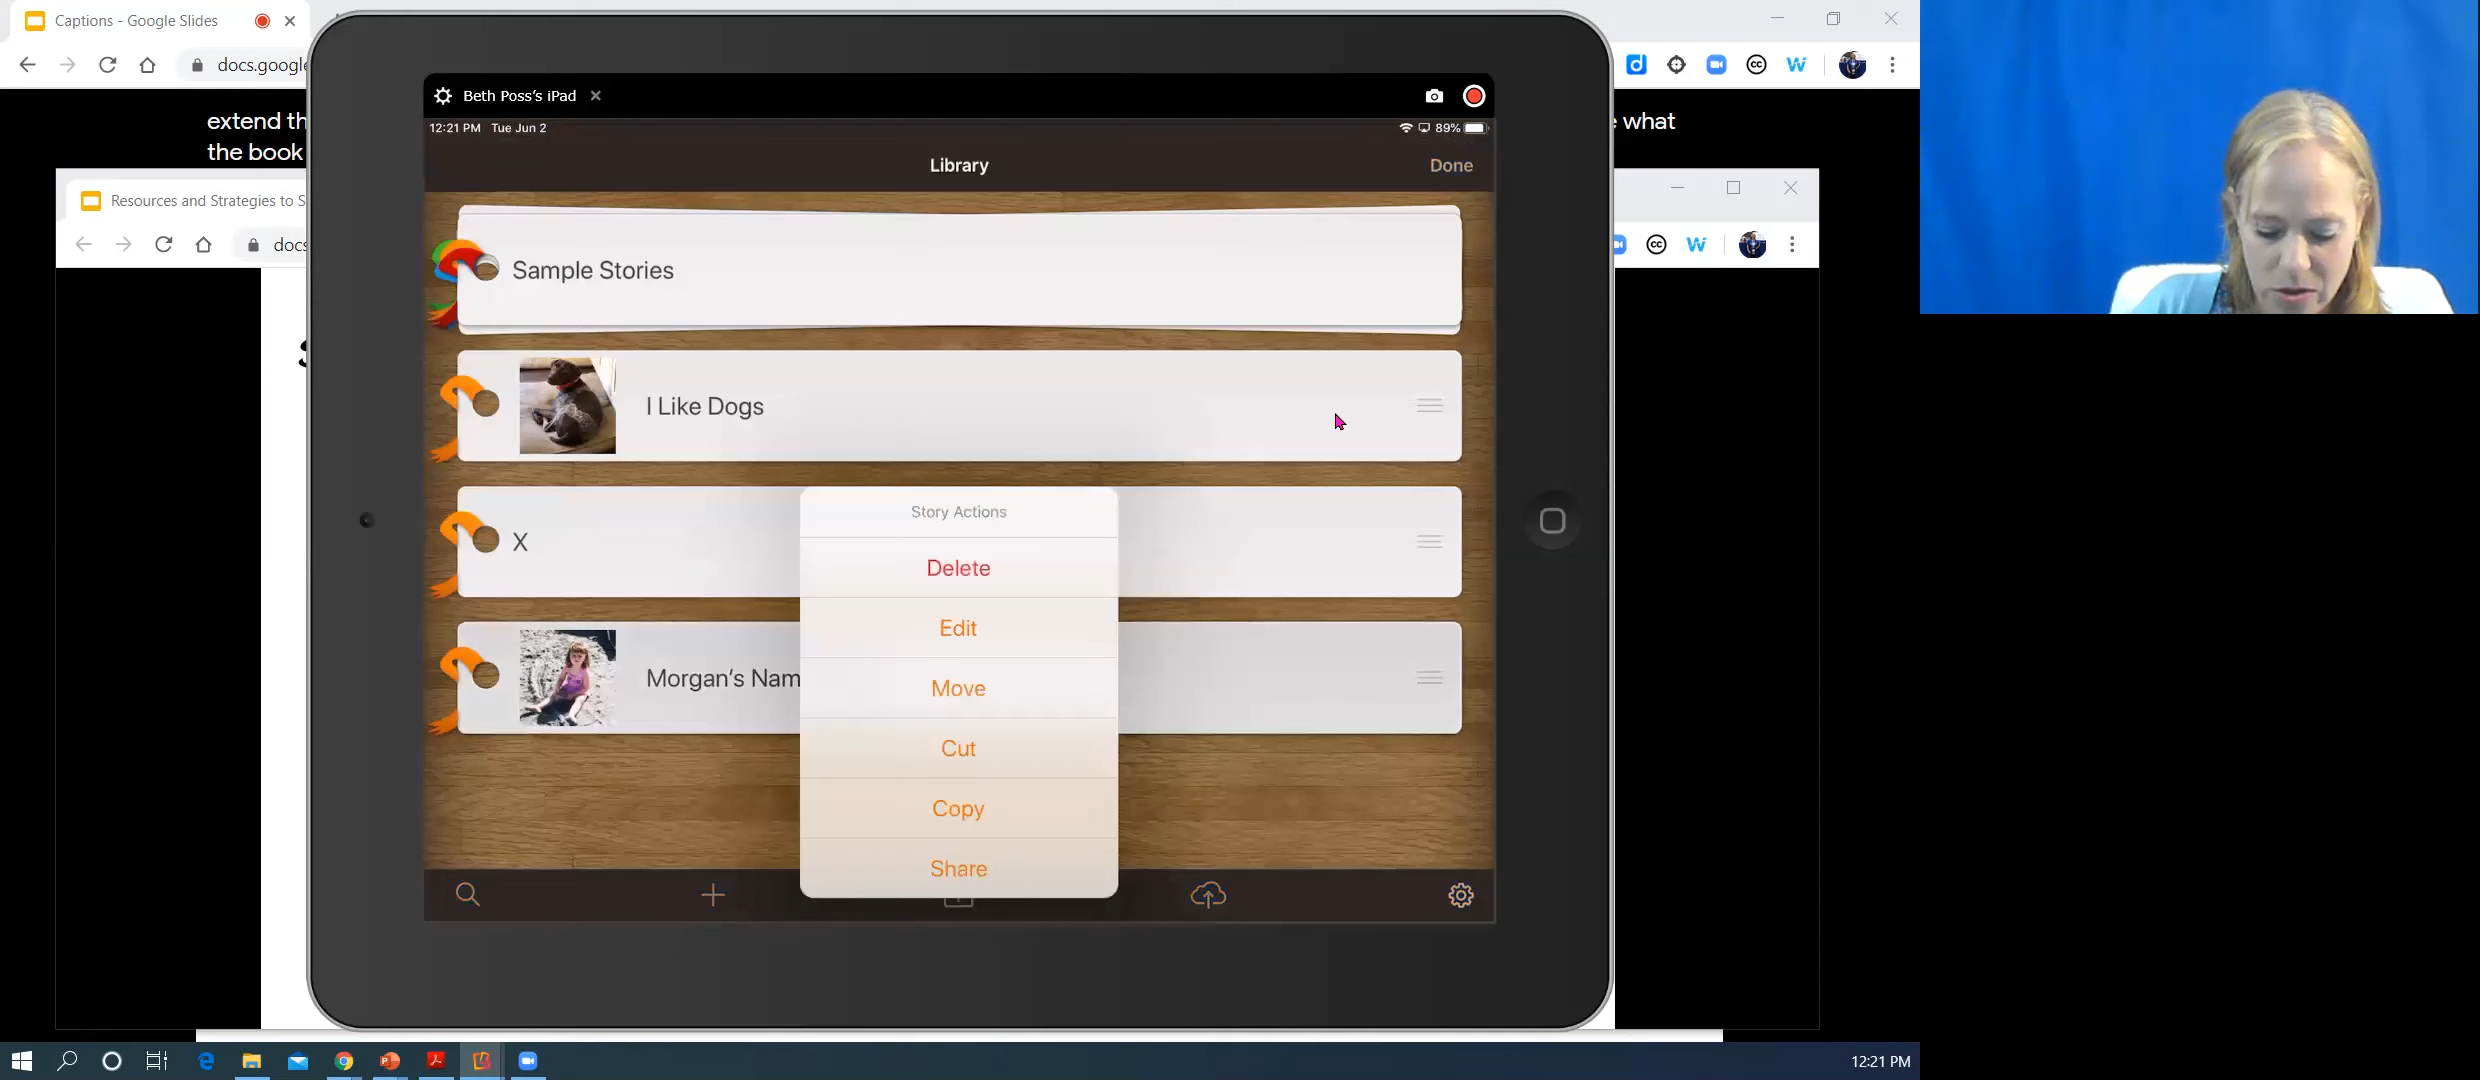 Captions - Google Slides
docs.google
extend th
what
the book
Resources and Strategies to S
docs
Beth Poss's iPad
12:21 PM Tue Jun 2
89%
Library
Done
Sample Stories
I Like Dogs
X
Morgan's Nam
Story Actions
Delete
Edit
Move
Cut
Copy
Share
12:21 PM